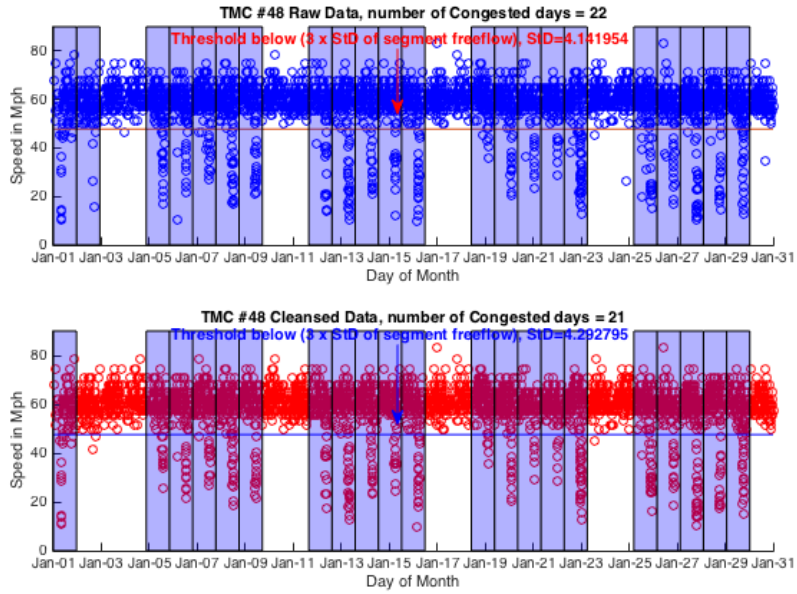 TMC #48 Raw Data, number of Congested days = 22
Threshold below (3 x StD of segment freeflow), StD=4.141954
80
60
40
20
0
Speed in Mph
Jan-01 Jan-03 Jan-05 Jan-07 Jan-09 Jan-11 Jan-13 Jan-15 Jan-17 Jan-19 Jan-21 Jan-23 Jan-25 Jan-27 Jan-29 Jan-31
Day of Month
TMC #48 Cleansed Data, number of Congested days = 21
Threshold below (3 x StD of segment freeflow), StD=4.292795
80
60
40
20
0
Speed in Mph
Jan-01 Jan-03 Jan-05 Jan-07 Jan-09 Jan-11 Jan-13 Jan-15 Jan-17 Jan-19 Jan-21 Jan-23 Jan-25 Jan-27 Jan-29 Jan-31
Day of Month